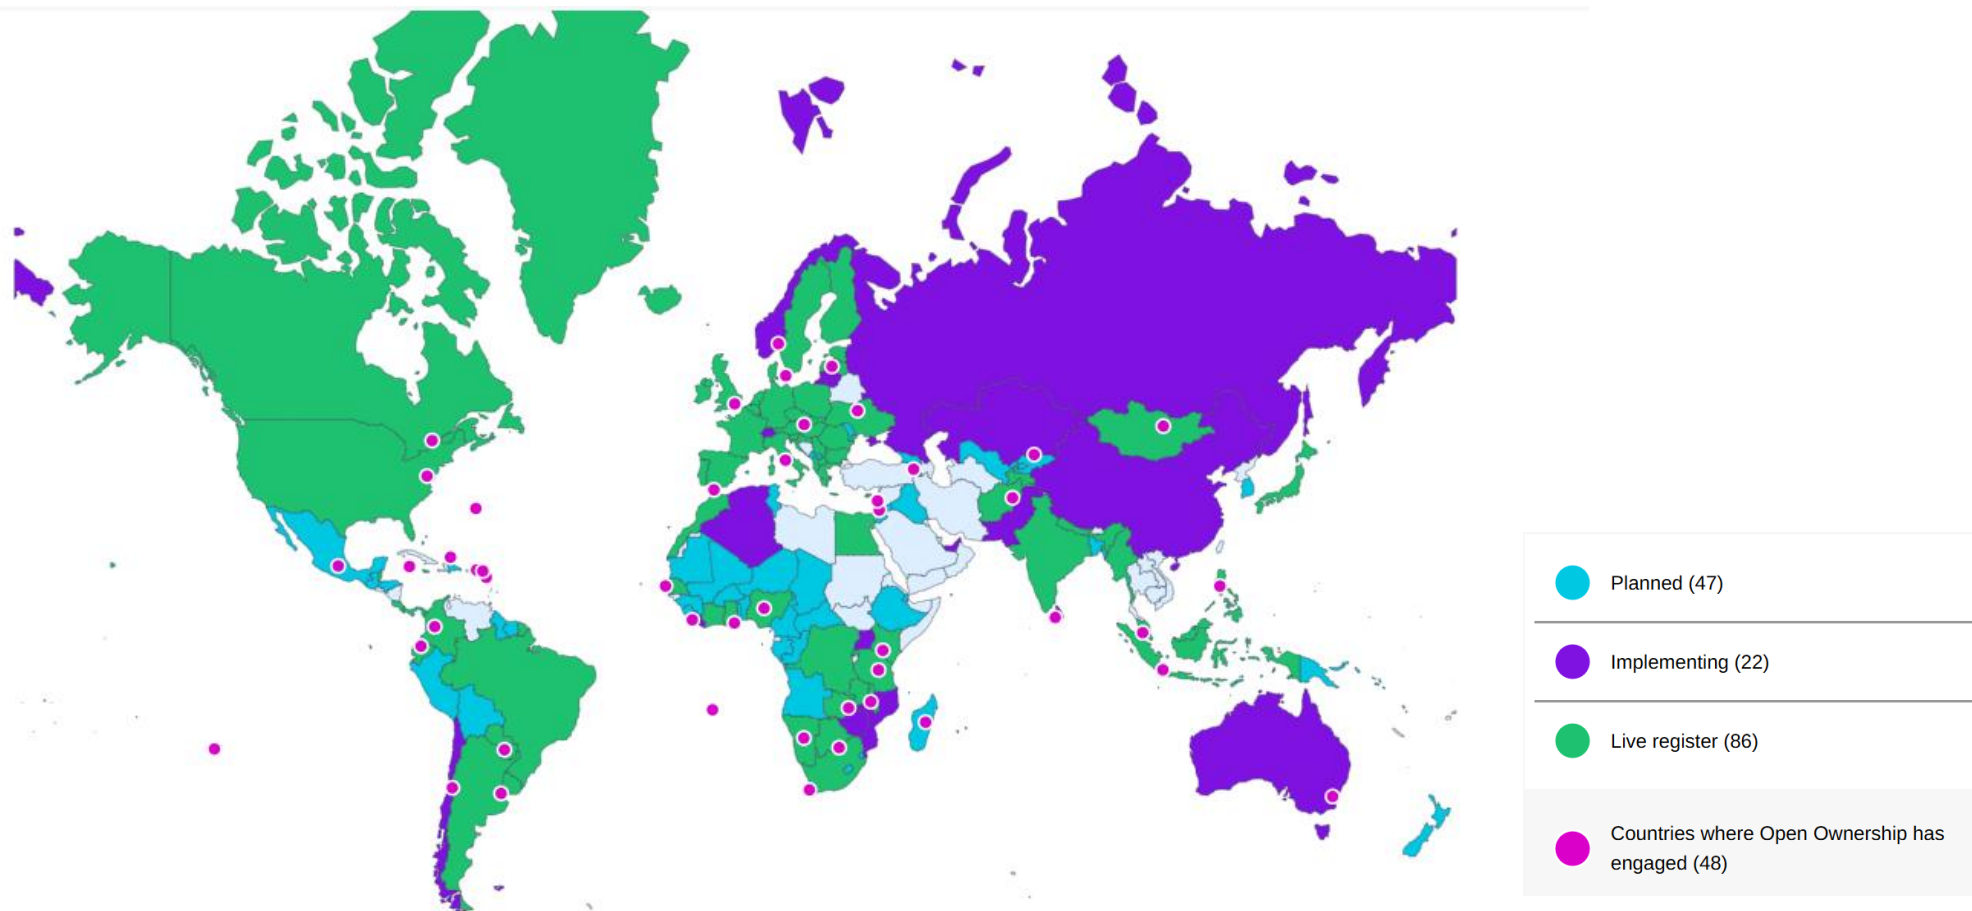 Planned (47)
Implementing (22)
Live register (86)
Countries where Open Ownership has
engaged (48)